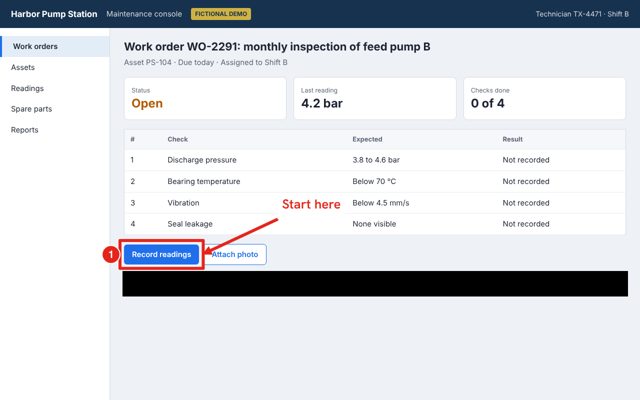 Harbor Pump Station Maintenance console FICTIONAL DEMO Technician TX-4471 · Shift B
Work orders
Assets
Readings
Spare parts
Reports
Work order WO-2291: monthly inspection of feed pump B
Asset PS-104 · Due today · Assigned to Shift B
Status
Open
Last reading
4.2 bar
Checks done
0 of 4
# Check Expected Result
1 Discharge pressure 3.8 to 4.6 bar Not recorded
2 Bearing temperature Below 70 °C Not recorded
3 Vibration Below 4.5 mm/s Not recorded
4 Seal leakage None visible Not recorded
Start here
1 Record readings Attach photo